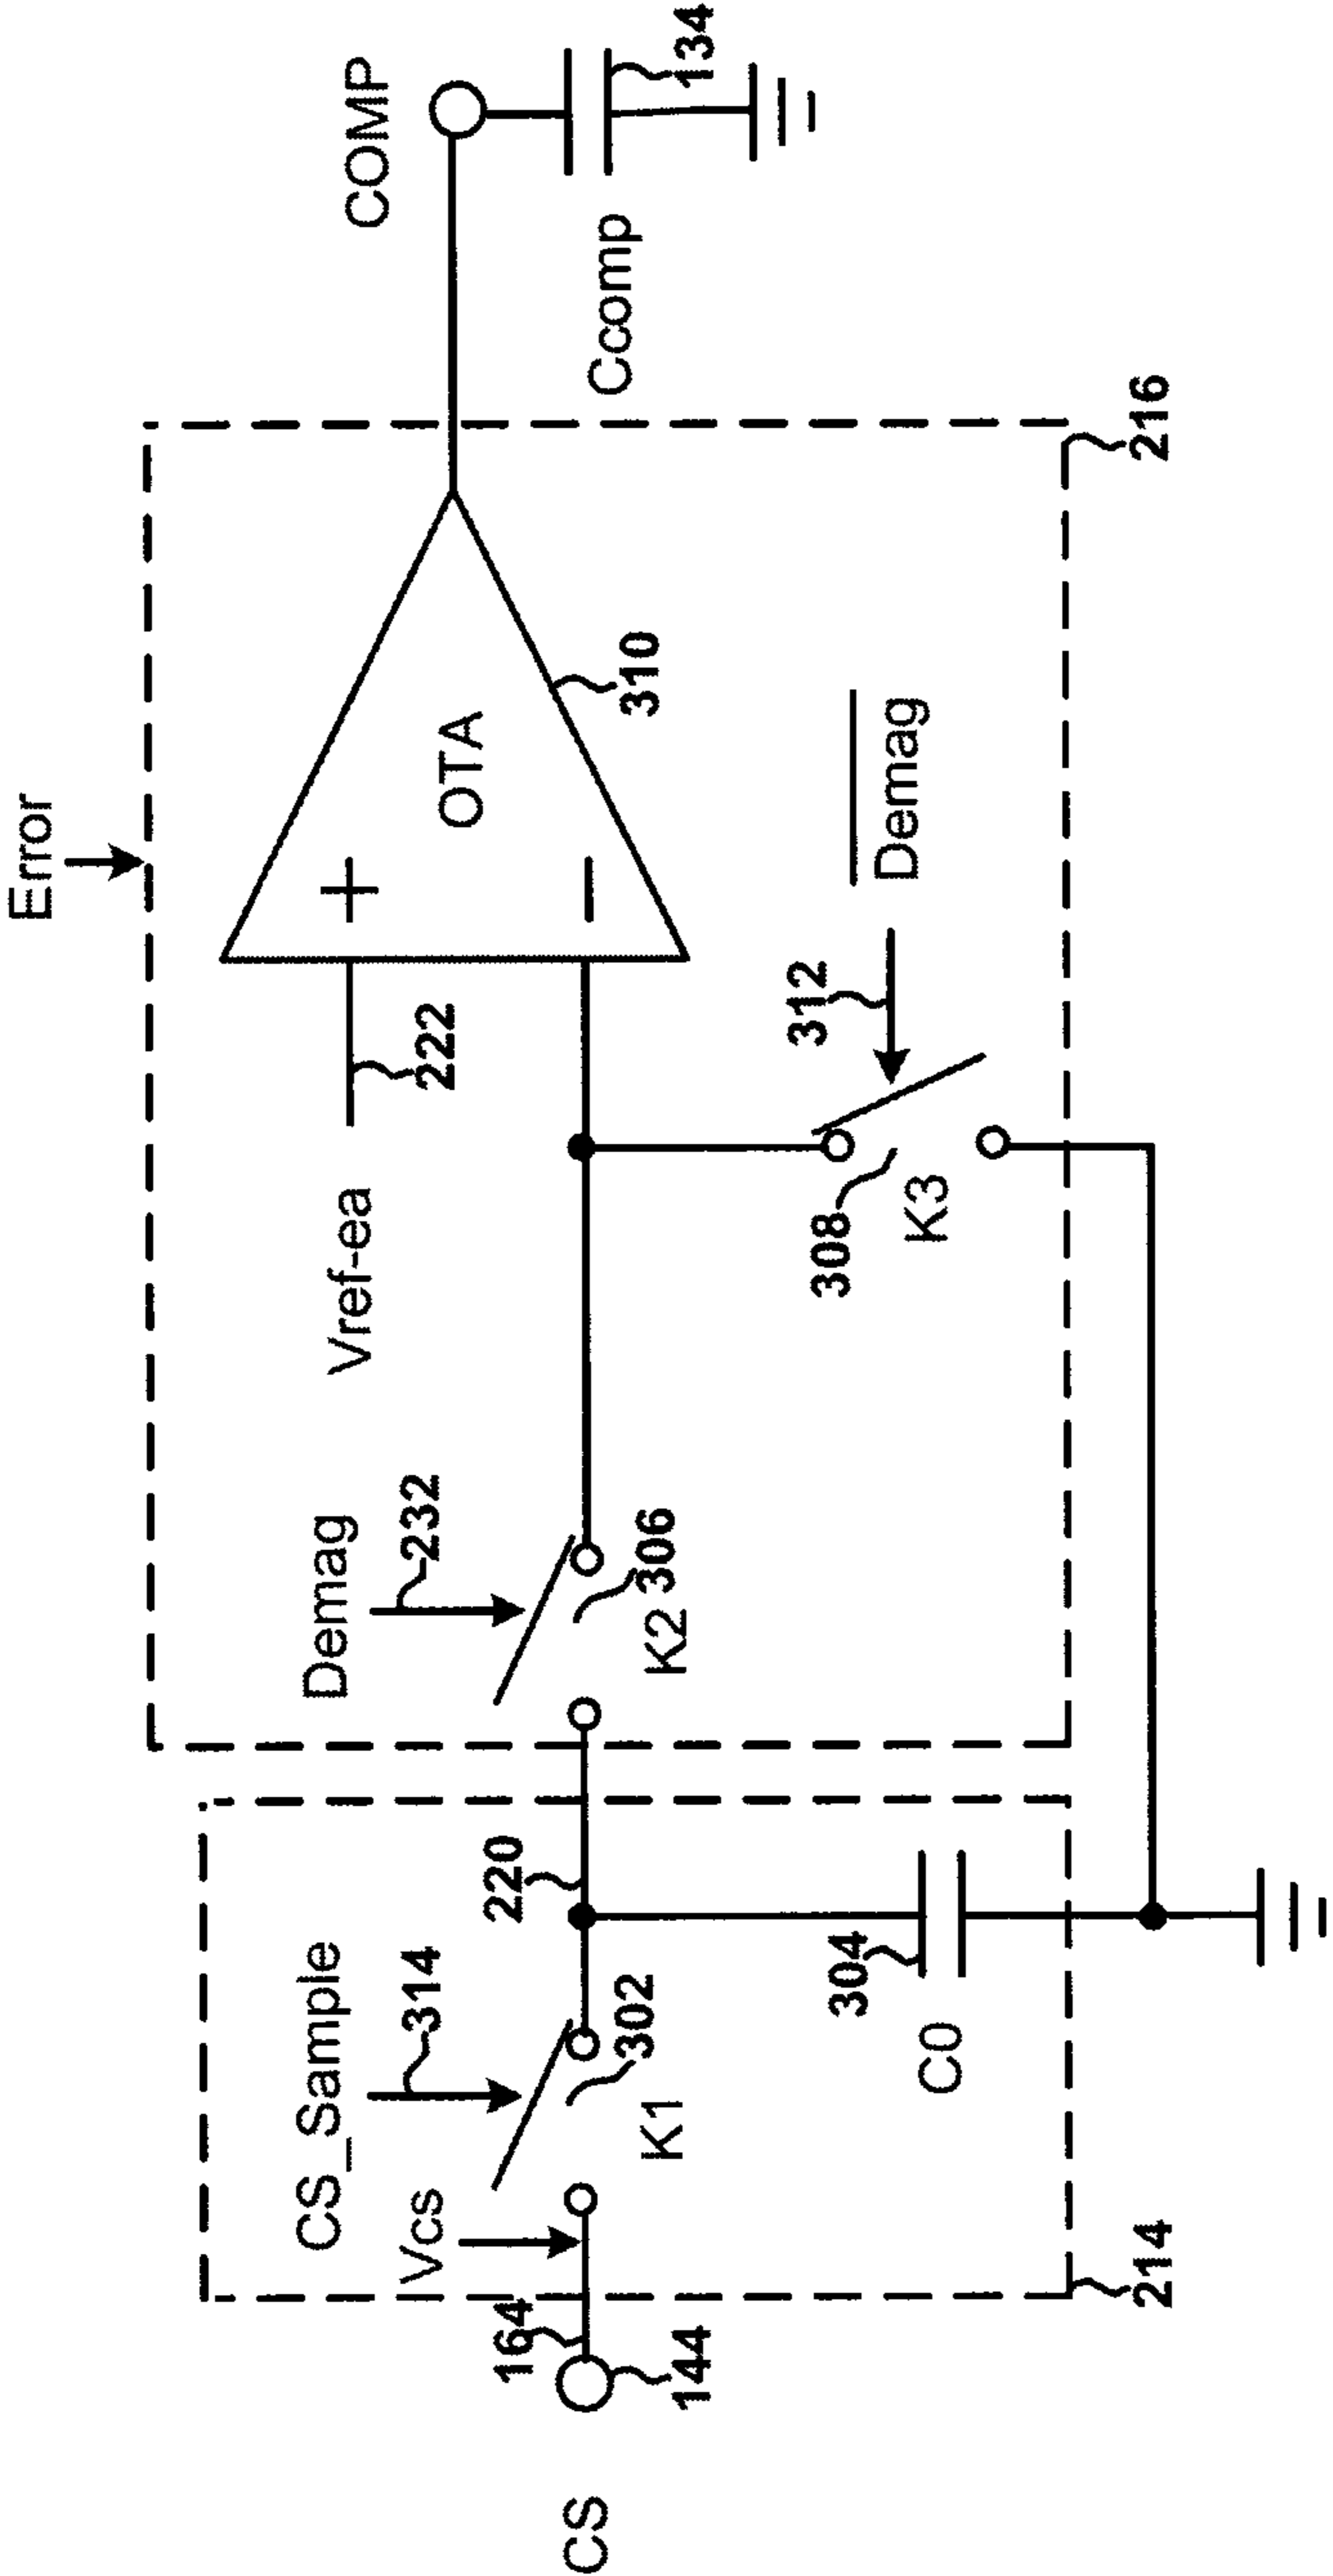 Error
COMP
134
Ccomp
OTA
310
Vref-ea
222
Demag
232
306
K2
Demag
312
308
K3
216
CS_Sample
314
220
Vcs
302
K1
304
C0
164
144
CS
214